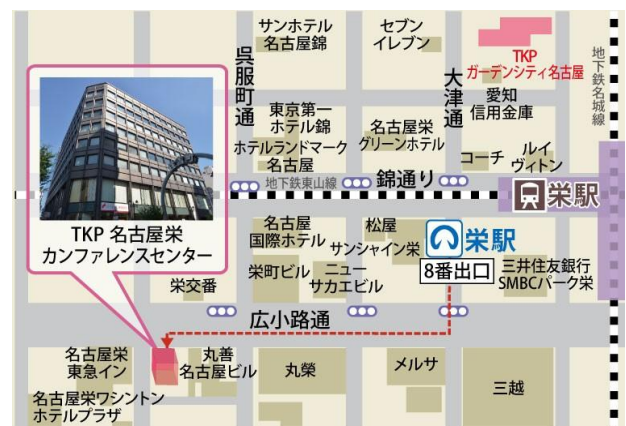 サンホテル
名古屋錦
セブン
イレブン
TKP
ガーデンシティ名古屋
呉服町通
大津通
地下鉄名城線
東京第一
ホテル錦
愛知
信用金庫
ホテルランドマーク
名古屋
名古屋栄
グリーンホテル
コーチ
ルイ
ヴィトン
地下鉄東山線
錦通り
栄駅
TKP 名古屋栄
カンファレンスセンター
名古屋
国際ホテル
松屋
サンシャイン栄
栄駅
8番出口
三井住友銀行
SMBCパーク栄
栄交番
栄町ビル
ニュー
サカエビル
広小路通
名古屋栄
東急イン
丸善
名古屋ビル
丸榮
メルサ
三越
名古屋栄ワシントン
ホテルプラザ